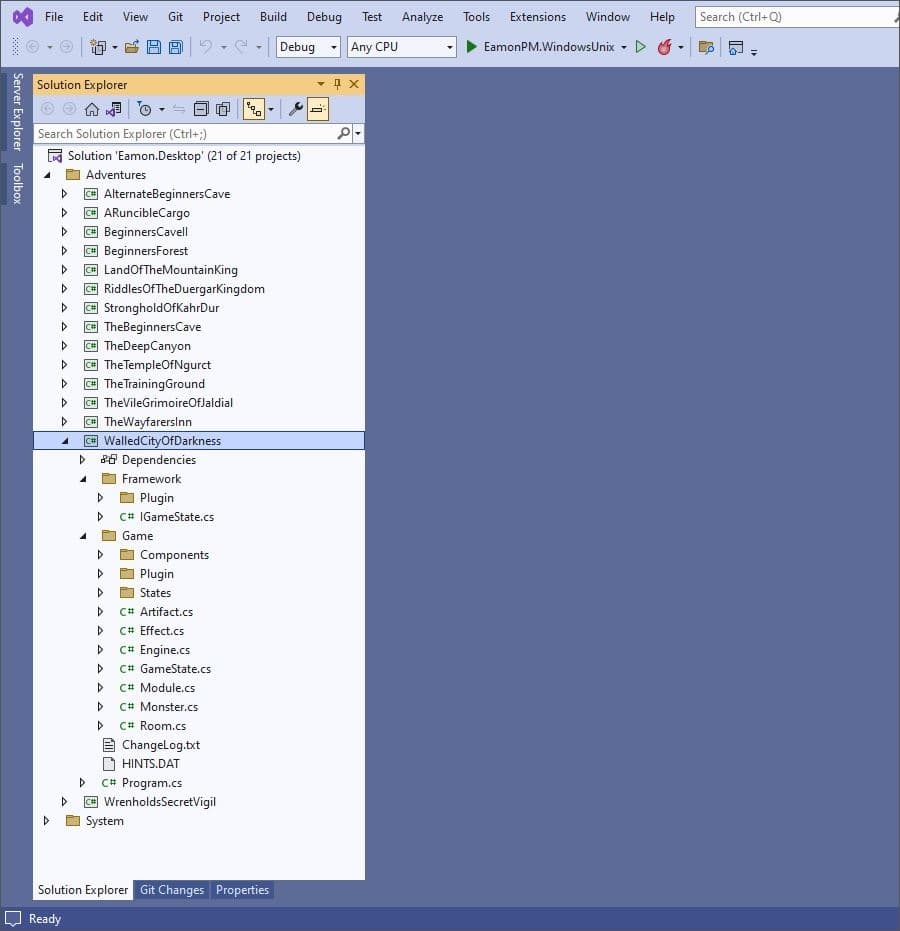 File Edit View Git Project Build Debug Test Analyze Tools Extensions Window Help Search (Ctrl+Q)
Debug Any CPU EamonPM.WindowsUnix
Server Explorer
Toolbox
Solution Explorer
Search Solution Explorer (Ctrl+;)
Solution 'Eamon.Desktop' (21 of 21 projects)
Adventures
C# AlternateBeginnersCave
C# ARuncibleCargo
C# BeginnersCaveII
C# BeginnersForest
C# LandOfTheMountainKing
C# RiddlesOfTheDuergarKingdom
C# StrongholdOfKahrDur
C# TheBeginnersCave
C# TheDeepCanyon
C# TheTempleOfNgurct
C# TheTrainingGround
C# TheVileGrimoireOfJaldial
C# TheWayfarersInn
C# WalledCityOfDarkness
Dependencies
Framework
Plugin
C# IGameState.cs
Game
Components
Plugin
States
C# Artifact.cs
C# Effect.cs
C# Engine.cs
C# GameState.cs
C# Module.cs
C# Monster.cs
C# Room.cs
ChangeLog.txt
HINTS.DAT
C# Program.cs
C# WrenholdsSecretVigil
System
Solution Explorer Git Changes Properties
Ready